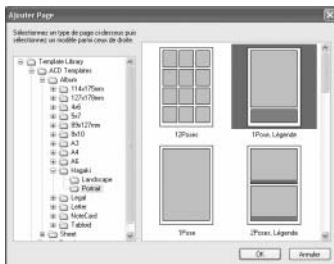 Ajouter Page
Sélectionnez un type de page ci-dessous puis
sélectionnez un modèle parmi ceux de droite.
Template Library
ACD Templates
Album
114x175mm
127x178mm
4x6
5x7
89x127mm
8x10
A3
A4
A6
Hagaki
Landscape
Portrait
Legal
Letter
NoteCard
Tabloid
Sheet
12Poses
1Pose, Légende
1Pose
2Poses, Légende
OK
Annuler